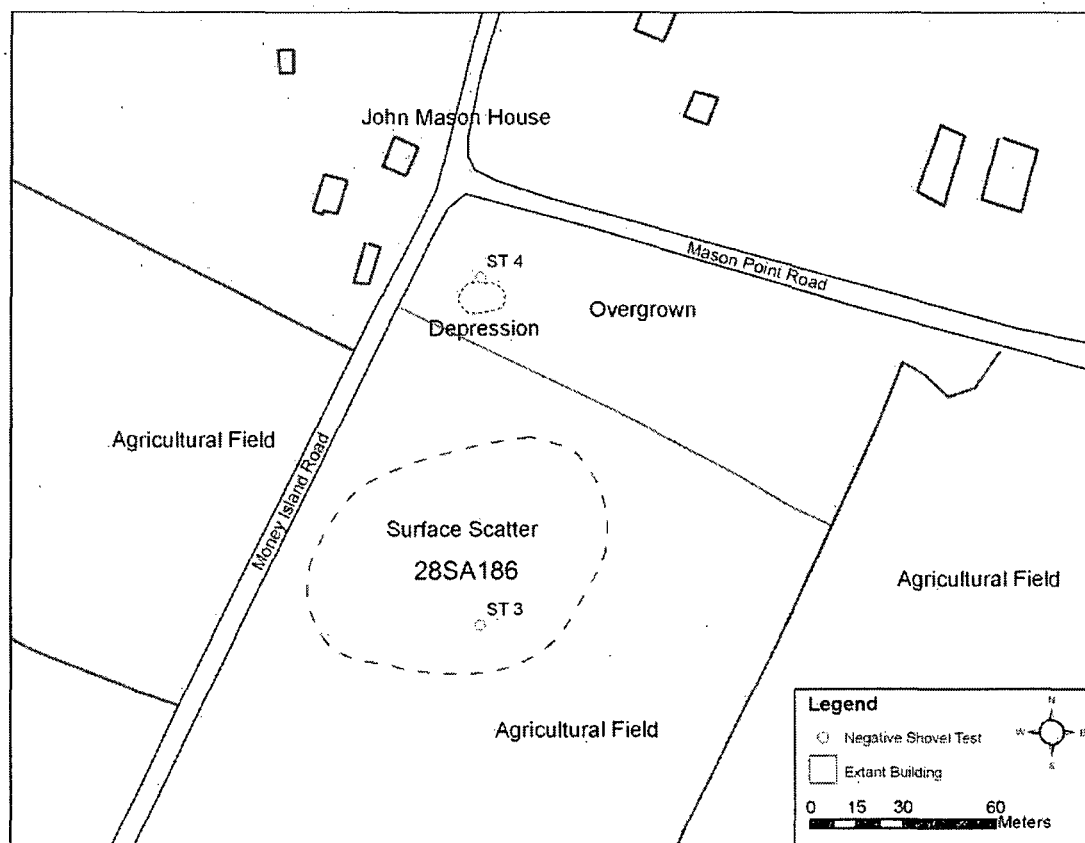 John Mason House
Mason Point Road
ST 4
Overgrown
Depression
Agricultural Field
Money Island Road
Surface Scatter
28SA186
Agricultural Field
ST 3
Agricultural Field
Legend
N
W E
S
Negative Shovel Test
Extant Building
0 15 30 60
Meters